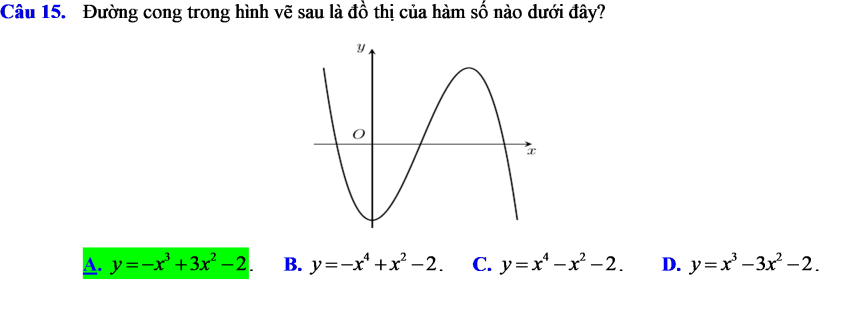 Câu 15. Đường cong trong hình vẽ sau là đồ thị của hàm số nào dưới đây?
y
O
x
A. y = −x³ + 3x² − 2. B. y = −x⁴ + x² − 2. C. y = x⁴ − x² − 2. D. y = x³ − 3x² − 2.